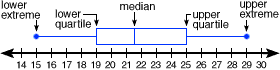 lower extreme
lower quartile
median
upper quartile
upper extreme
14 15 16 17 18 19 20 21 22 23 24 25 26 27 28 29 30